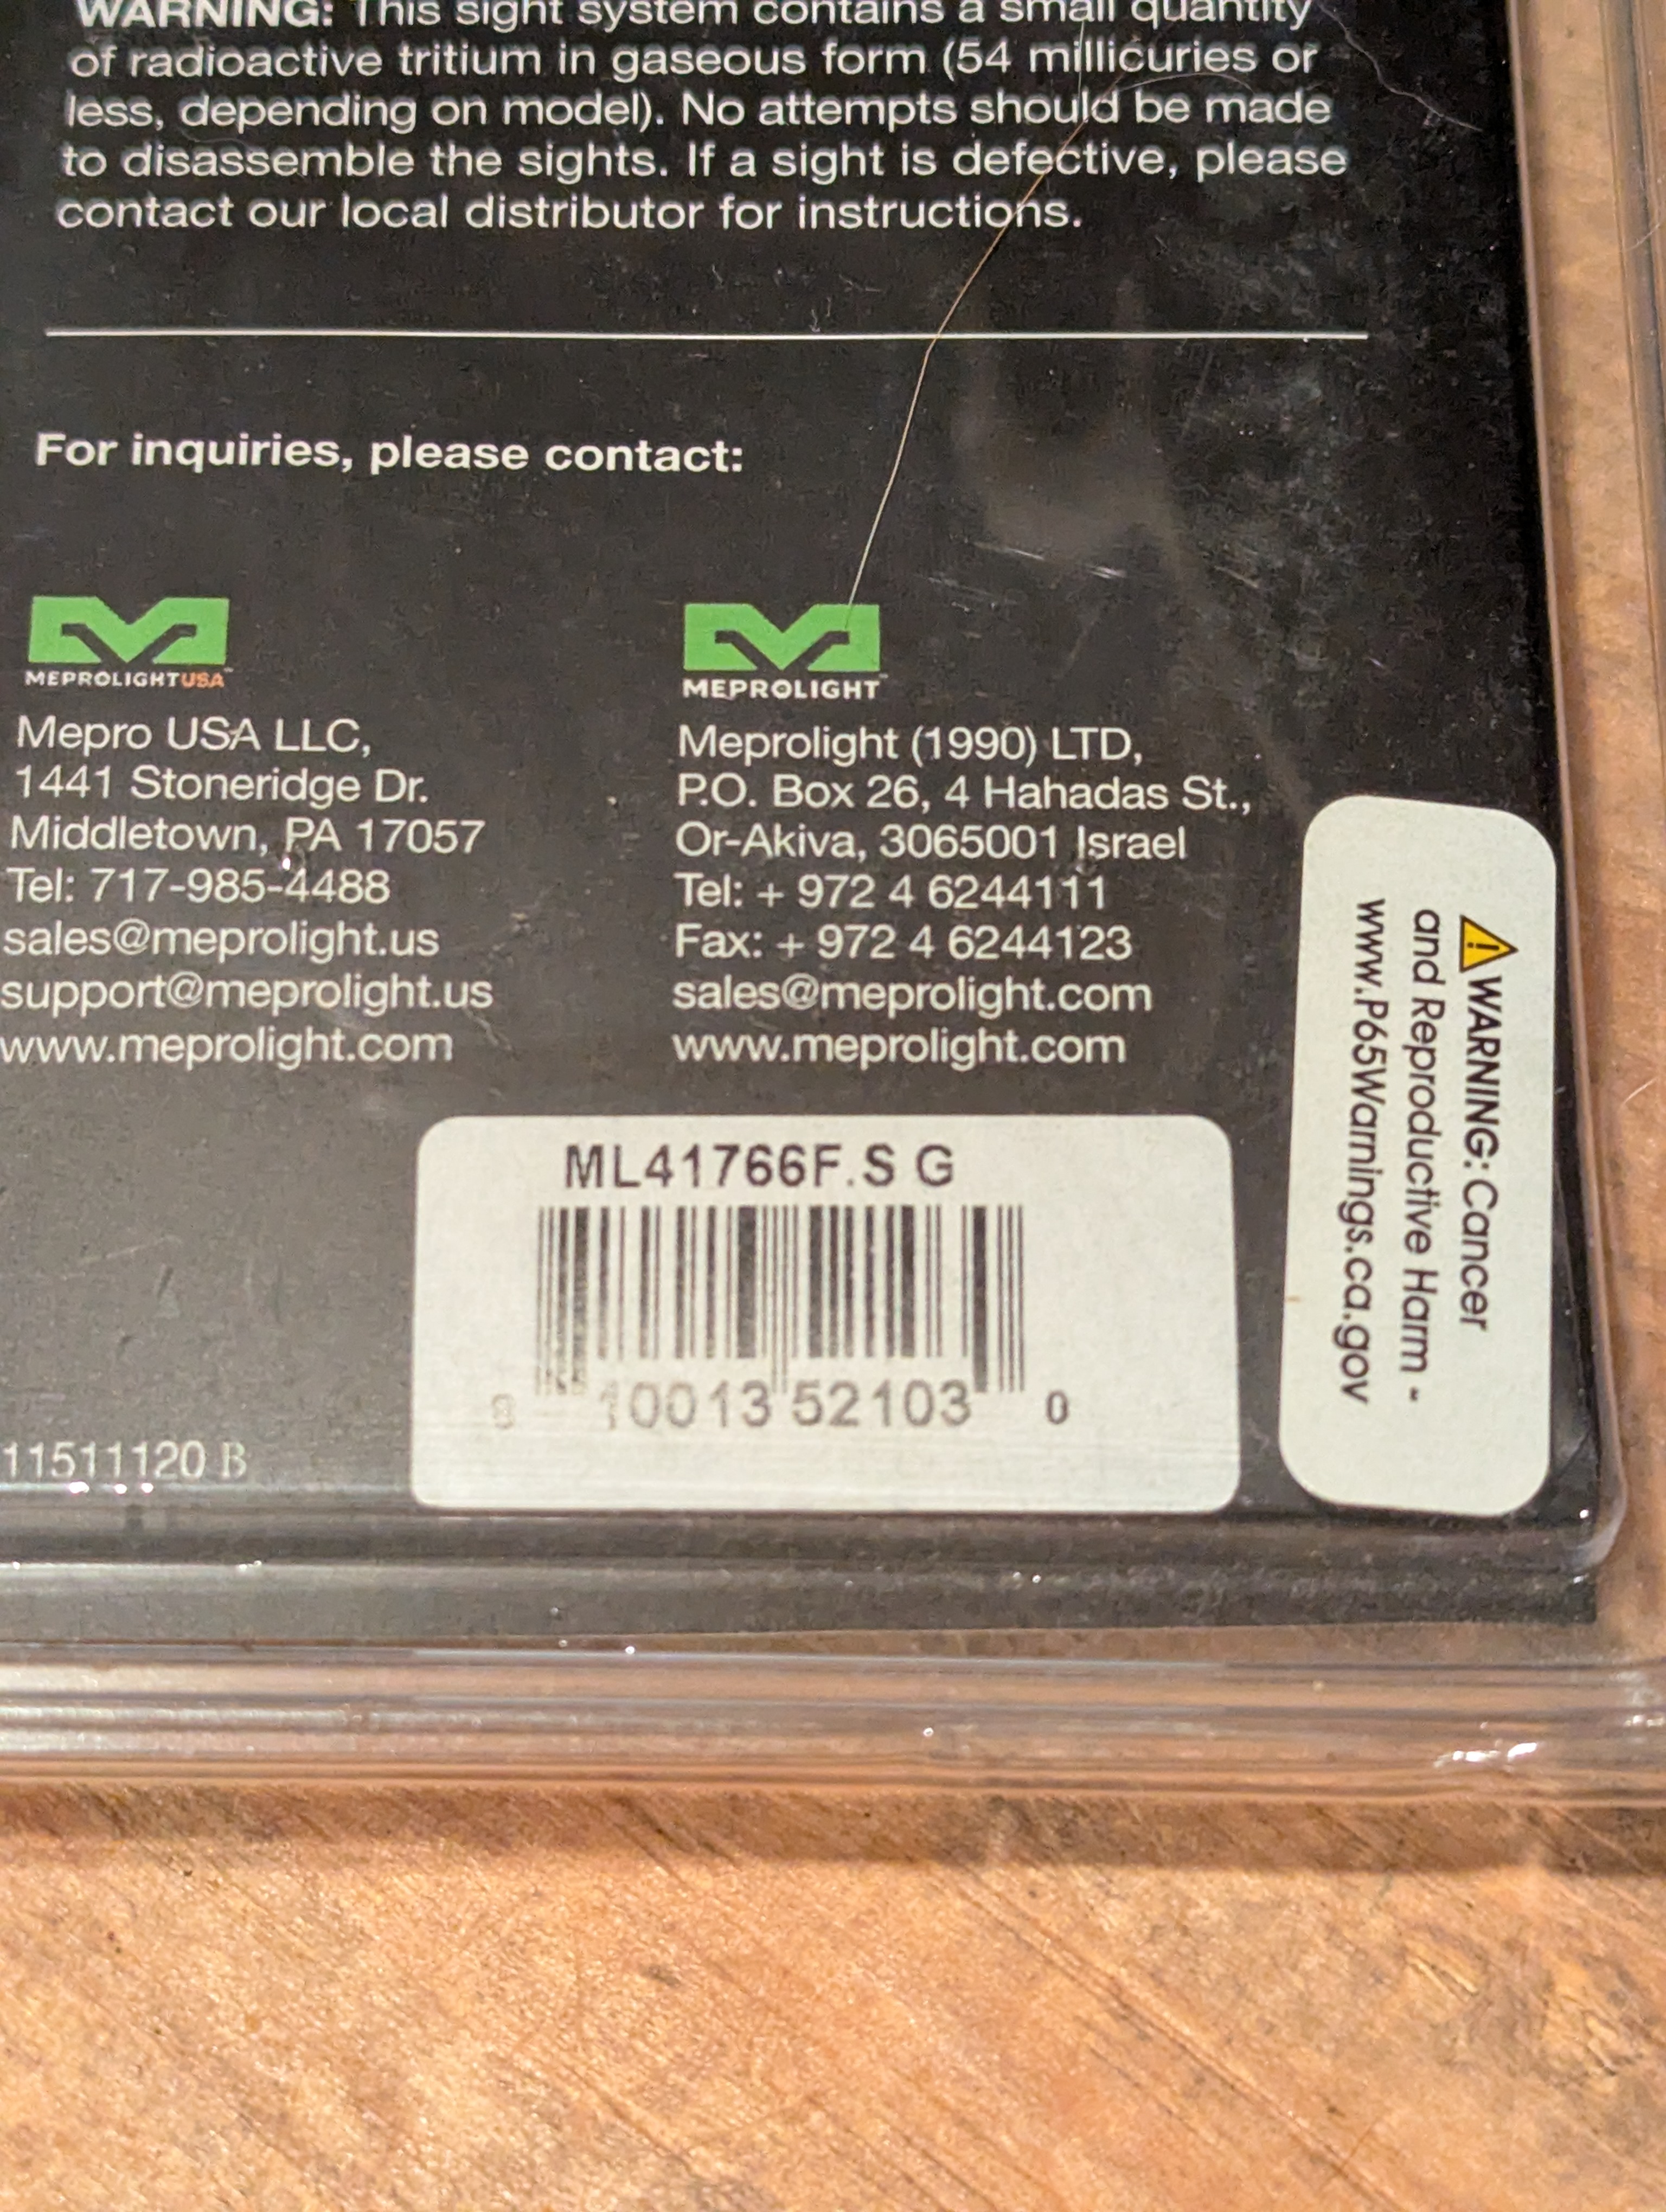 WARNING: This sight system contains a small quantity
of radioactive tritium in gaseous form (54 millicuries or
less, depending on model). No attempts should be made
to disassemble the sights. If a sight is defective, please
contact our local distributor for instructions.
For inquiries, please contact:
MEPROLIGHTUSA™
Mepro USA LLC,
1441 Stoneridge Dr.
Middletown, PA 17057
Tel: 717-985-4488
sales@meprolight.us
support@meprolight.us
www.meprolight.com
MEPROLIGHT™
Meprolight (1990) LTD,
P.O. Box 26, 4 Hahadas St.,
Or-Akiva, 3065001 Israel
Tel: + 972 4 6244111
Fax: + 972 4 6244123
sales@meprolight.com
www.meprolight.com
⚠WARNING: Cancer
and Reproductive Harm -
www.P65Warnings.ca.gov
ML41766F.S G
8 10013 52103 0
11511120 B